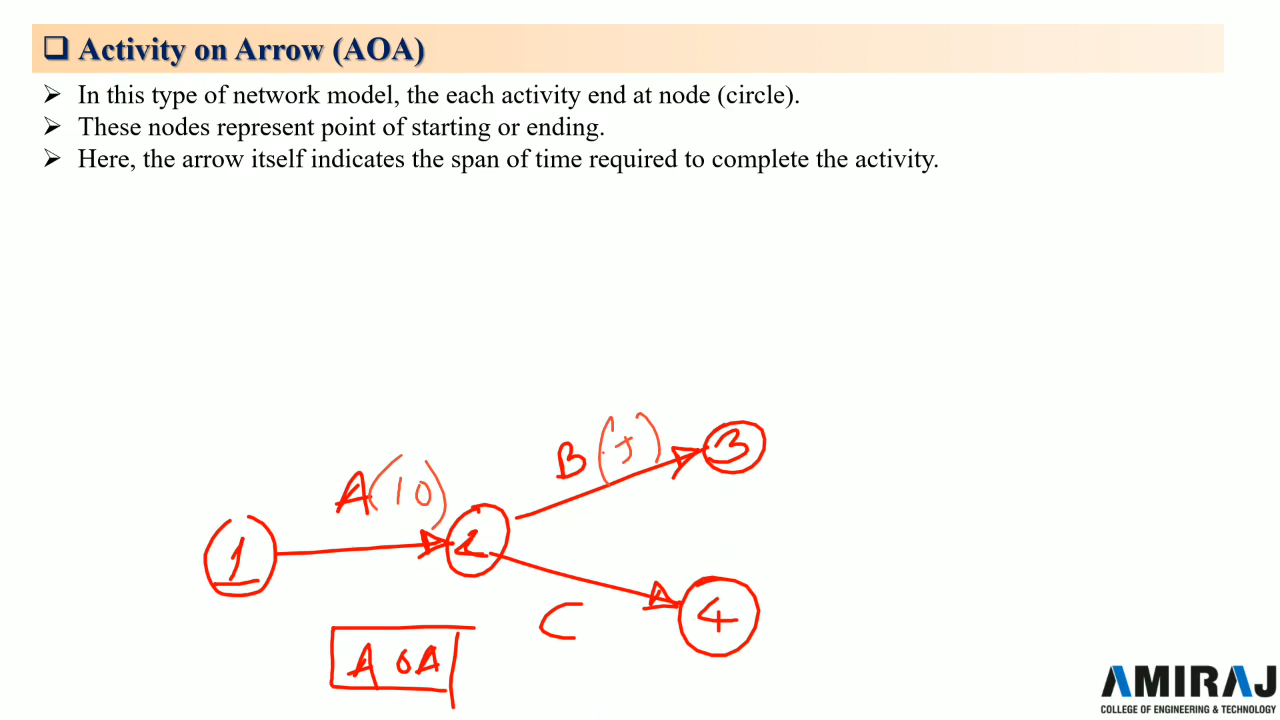 Activity on Arrow (AOA)
In this type of network model, the each activity end at node (circle).
These nodes represent point of starting or ending.
Here, the arrow itself indicates the span of time required to complete the activity.
B (5)
3
A (10)
2
1
4
C
AOA
AMIRAJ
COLLEGE OF ENGINEERING & TECHNOLOGY